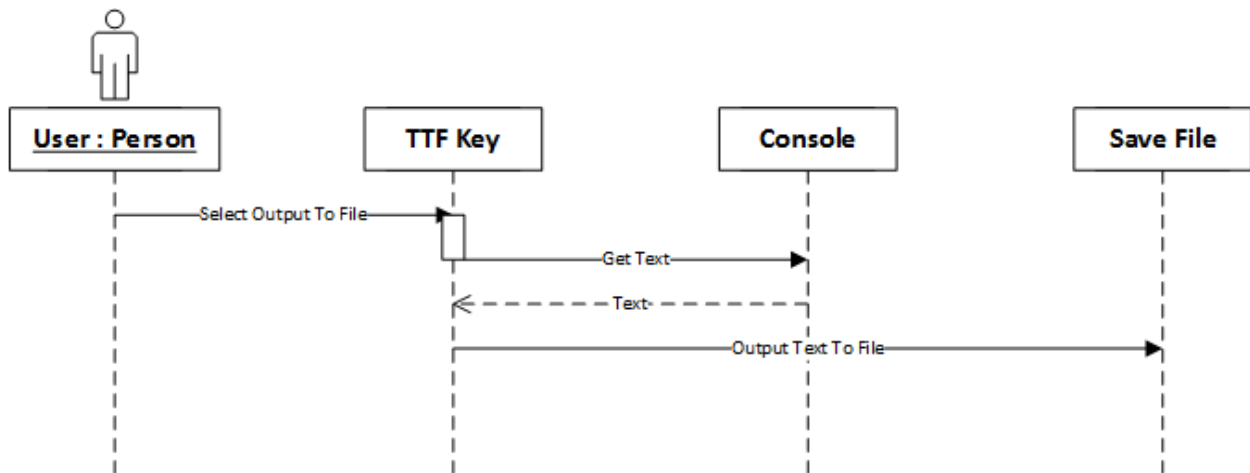 User : Person
TTF Key
Console
Save File
Select Output To File
Get Text
Text
Output Text To File